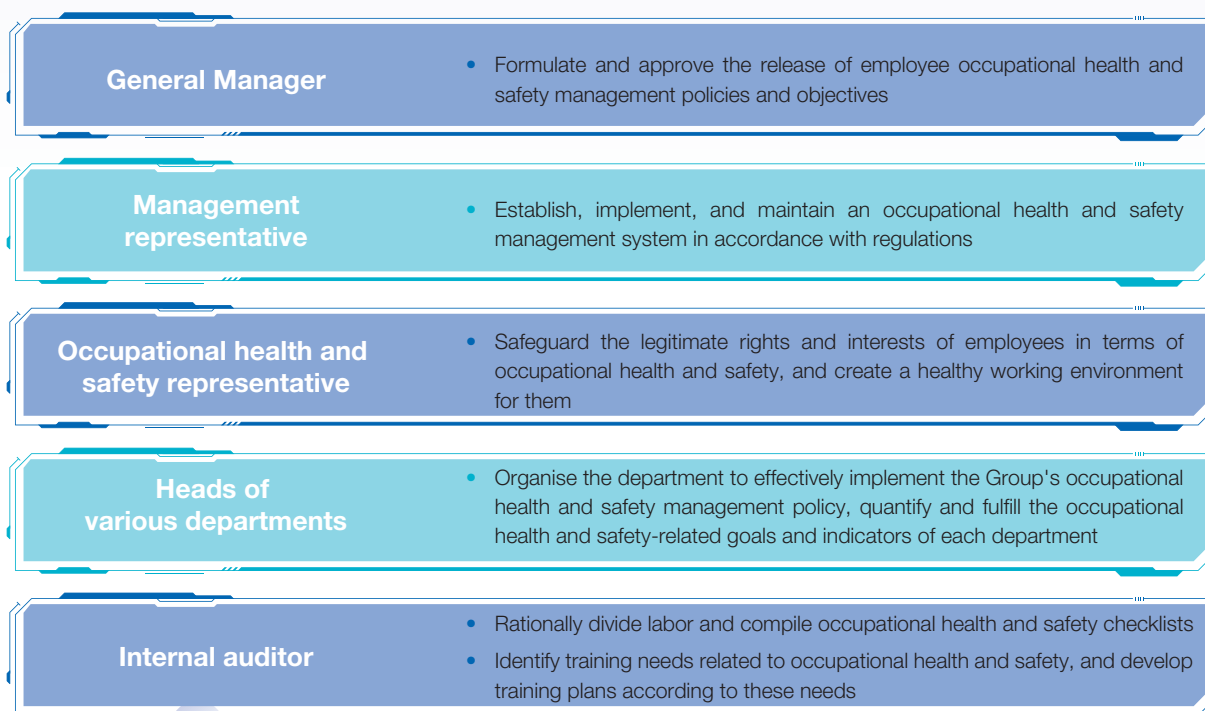 General Manager
• Formulate and approve the release of employee occupational health and
safety management policies and objectives
Management
representative
• Establish, implement, and maintain an occupational health and safety
management system in accordance with regulations
Occupational health and
safety representative
• Safeguard the legitimate rights and interests of employees in terms of
occupational health and safety, and create a healthy working environment
for them
Heads of
various departments
• Organise the department to effectively implement the Group's occupational
health and safety management policy, quantify and fulfill the occupational
health and safety-related goals and indicators of each department
Internal auditor
• Rationally divide labor and compile occupational health and safety checklists
• Identify training needs related to occupational health and safety, and develop
training plans according to these needs